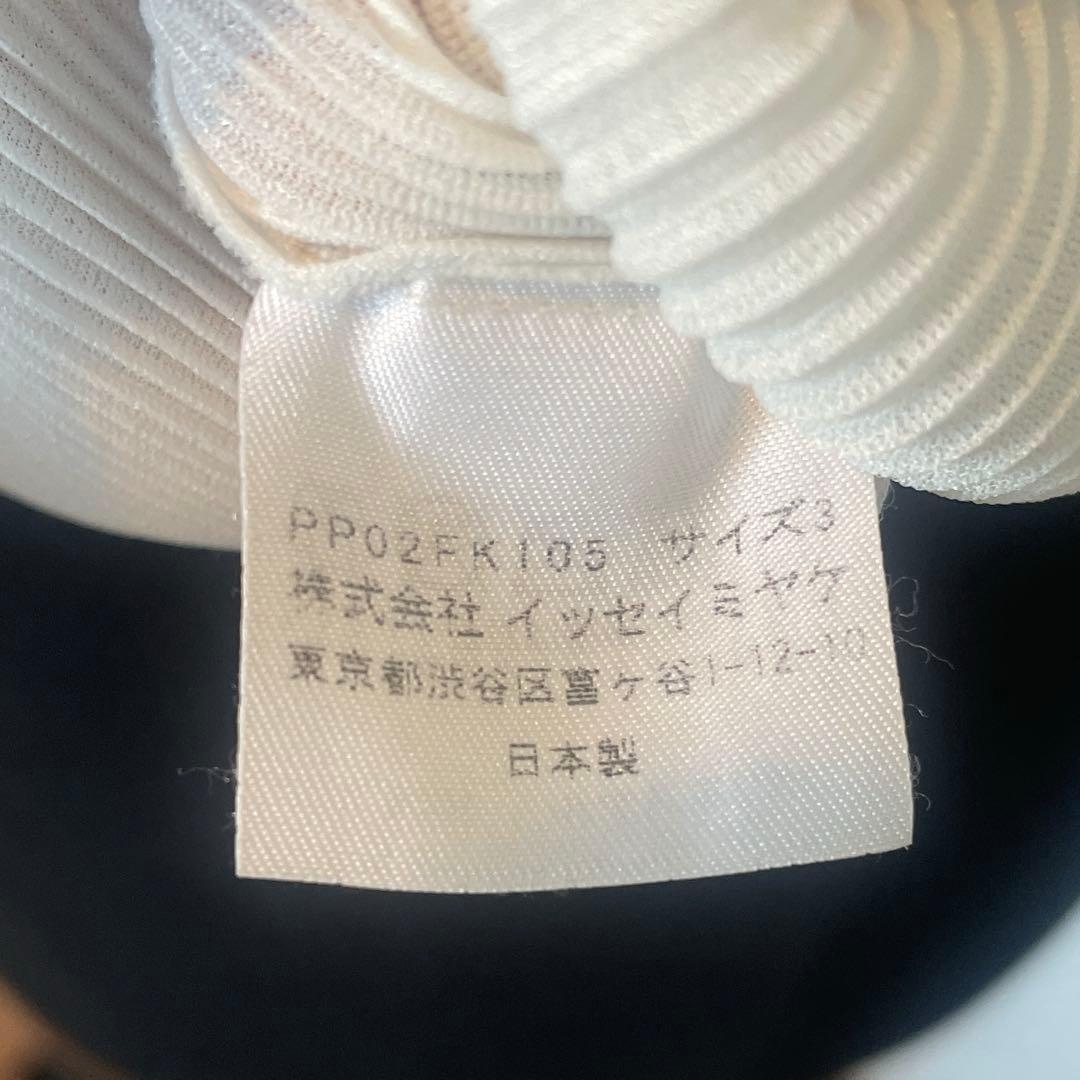 PP02FK105 サイズ3
株式会社 イッセイミヤケ
東京都渋谷区富ケ谷1-12-10
日本製